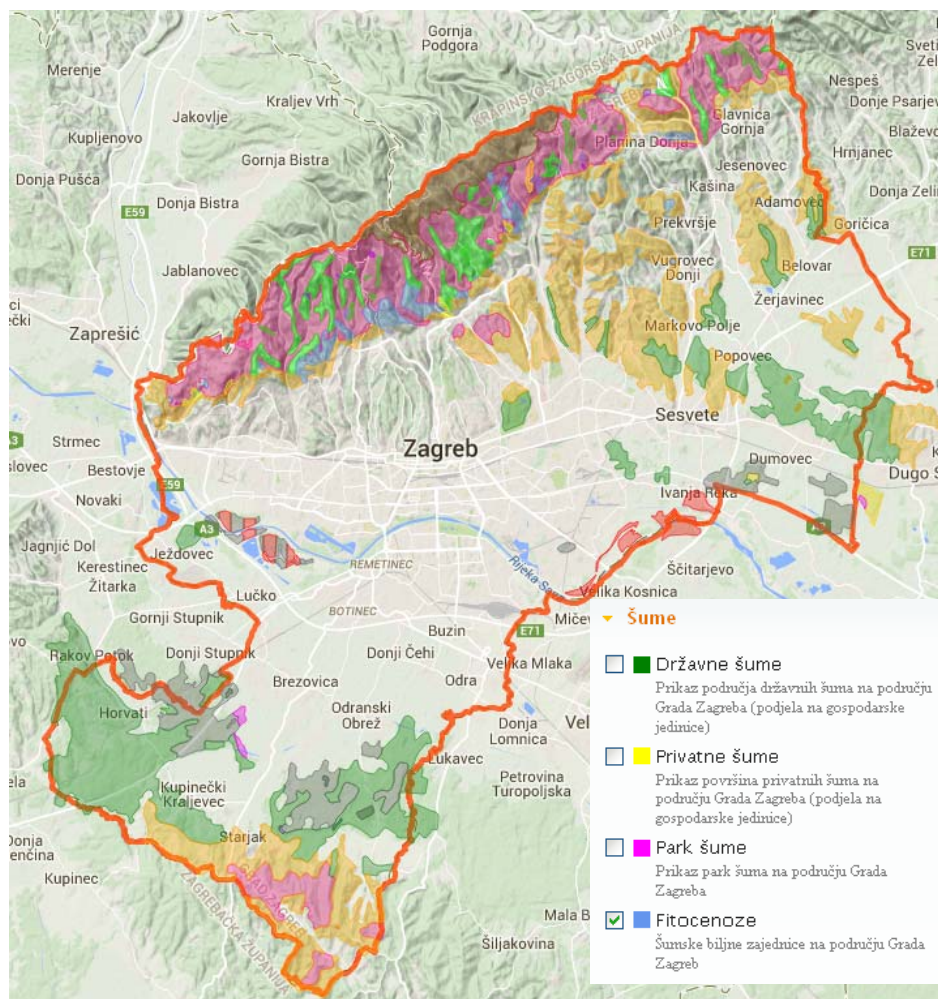 Gornja
Podgora
Sveti
Merenje
KRAPINSKO-ZAGORSKA ŽUPANIJA
Nespeš
Kraljev Vrh
Jakovlje
Donje Psarjev
Glavnica
Gornja
Kupljenovo
Blaževo
Planina Donja
Gornja Bistra
Hrnjanec
Jesenovec
Donja Pušća
Kašina
Donja Zelin
E59
Donja Bistra
Adamovec
Prekvršje
Goričica
E71
Vugrovec
Donji
Belovar
Jablanovec
Žerjavinec
Zaprešić
Markovo Polje
Popovec
Sesvete
Zagreb
A3
Strmec
Dumovec
Bestovje
Dugo S
E59
Ivanja Reka
Novaki
A3
A3
Jagnjić Dol
Ježdovec
Kerestinec
REMETINEC
Rijeka Sava
Ščitarjevo
Žitarka
Lučko
Velika Kosnica
BOTINEC
Gornji Stupnik
Mičev
E71
Buzin
Rakov Potok
Donji Stupnik
Donji Čehi
Velika Mlaka
Brezovica
Odra
Horvati
Odranski
Obrež
Donja
Lomnica
Vel
Lukavec
Petrovina
Turopoljska
Kupinečki
Kraljevec
Starjak
Donja
Kupinec
GRAD ZAGREB
ZAGREBAČKA ŽUPANIJA
Mala B
Šiljakovina
Šume
Državne šume
Prikaz područja državnih šuma na području
Grada Zagreba (podjela na gospodarske
jedinice)
Privatne šume
Prikaz površina privatnih šuma na
području Grada Zagreba (podjela na
gospodarske jedinice)
Park šume
Prikaz park šuma na području Grada
Zagreba
Fitocenoze
Šumske biljne zajednice na području Grada
Zagreb